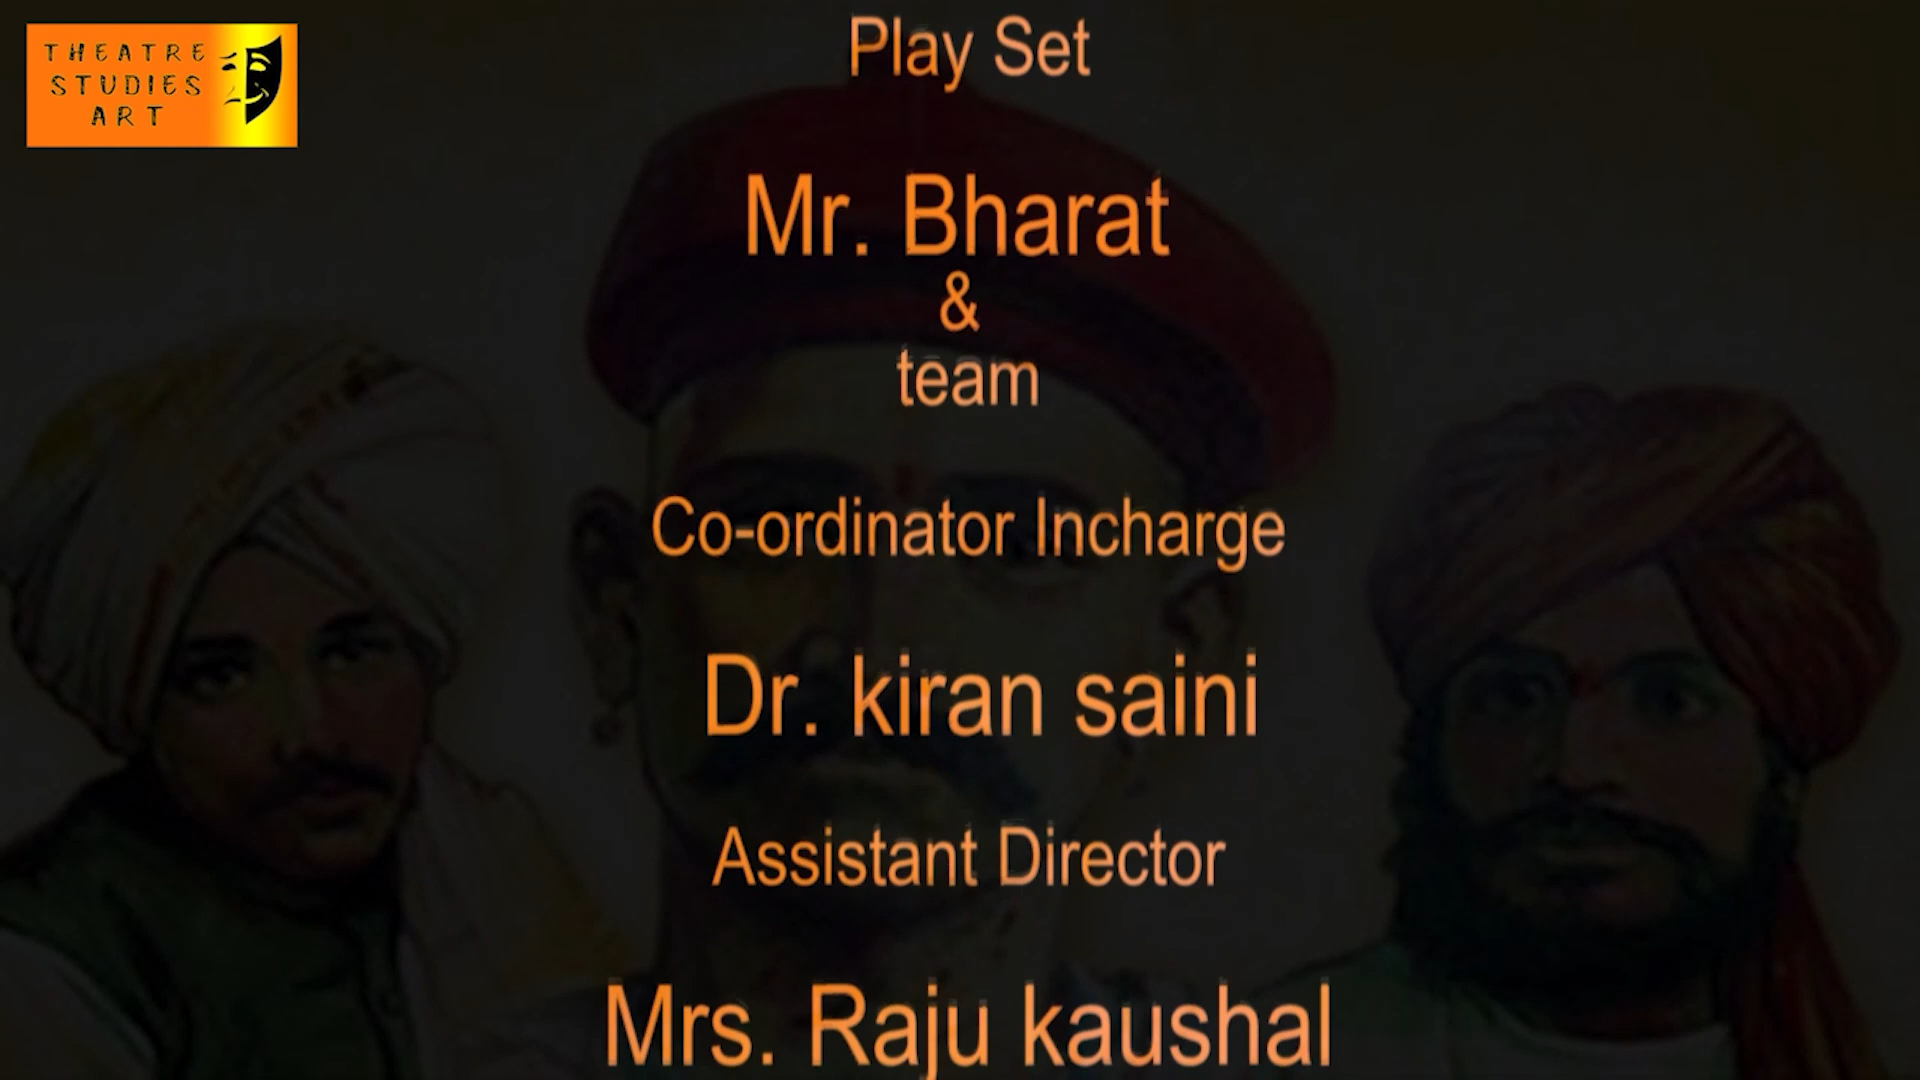 THEATRE
STUDIES
ART
Play Set
Mr. Bharat
&
team
Co-ordinator Incharge
Dr. kiran saini
Assistant Director
Mrs. Raju kaushal